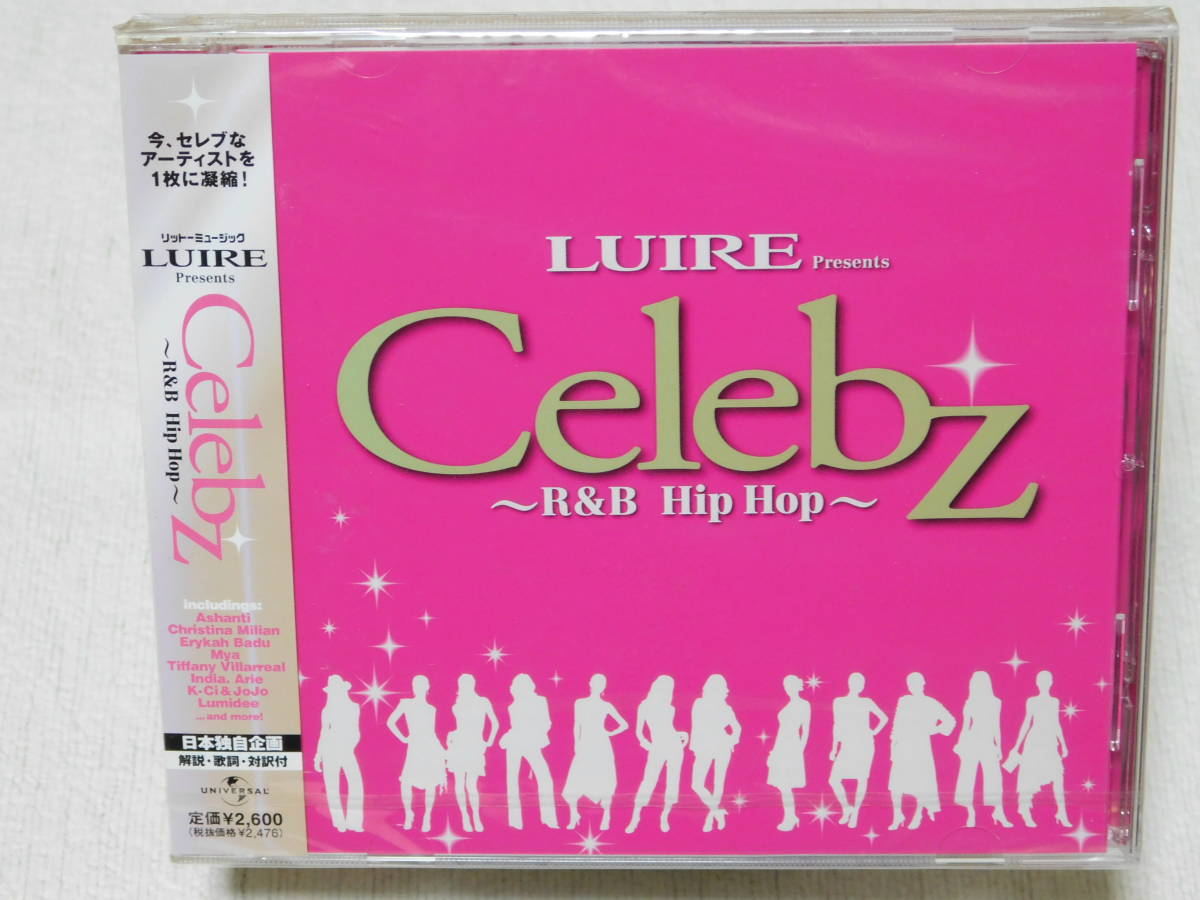 今、セレブな
アーティストを
1枚に凝縮！
リットーミュージック
LUIRE
Presents
Celebz
～R&B Hip Hop～
includings:
Ashanti
Christina Milian
Erykah Badu
Mya
Tiffany Villarreal
India. Arie
K-Ci & JoJo
Lumidee
...and more!
日本独自企画
解説・歌詞・対訳付
UNIVERSAL
定価¥2,600
(税抜価格¥2,476)
LUIRE Presents
Celebz
～R&B Hip Hop～